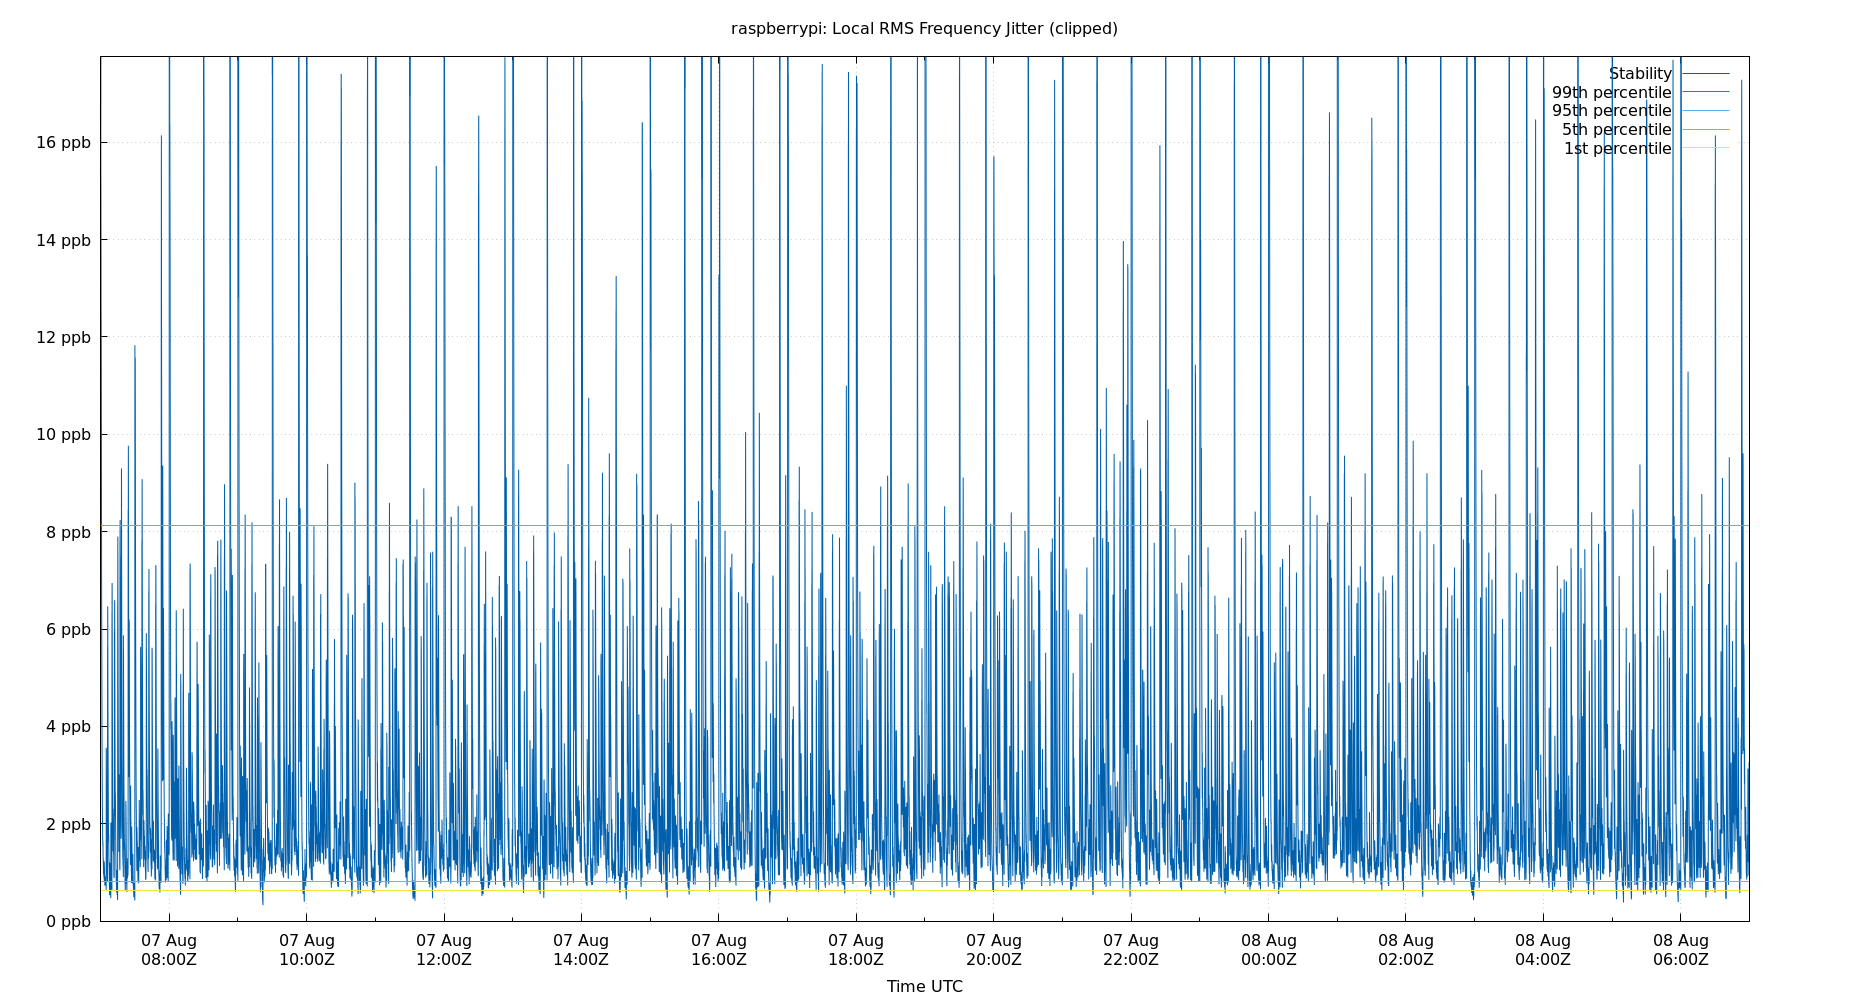 raspberrypi: Local RMS Frequency Jitter (clipped)
Stability
99th percentile
95th percentile
5th percentile
1st percentile
16 ppb
14 ppb
12 ppb
10 ppb
8 ppb
6 ppb
4 ppb
2 ppb
0 ppb
07 Aug 07 Aug 07 Aug 07 Aug 07 Aug 07 Aug 07 Aug 07 Aug 08 Aug 08 Aug 08 Aug 08 Aug
08:00Z 10:00Z 12:00Z 14:00Z 16:00Z 18:00Z 20:00Z 22:00Z 00:00Z 02:00Z 04:00Z 06:00Z
Time UTC